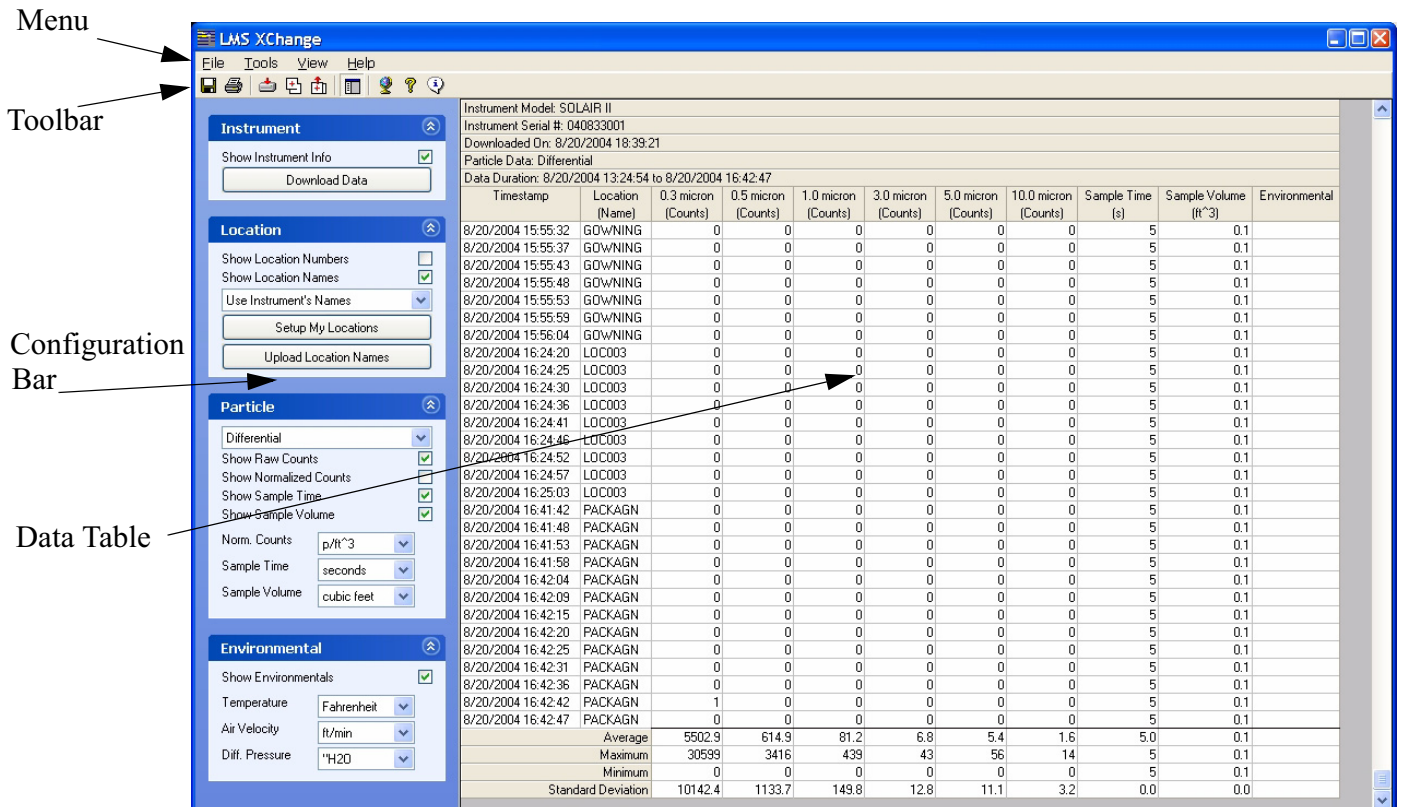 Menu
Toolbar
Configuration
Bar
Data Table
LMS XChange
File Tools View Help
Instrument
Show Instrument Info
Download Data
Location
Show Location Numbers
Show Location Names
Use Instrument's Names
Setup My Locations
Upload Location Names
Particle
Differential
Show Raw Counts
Show Normalized Counts
Show Sample Time
Show Sample Volume
Norm. Counts p/ft^3
Sample Time seconds
Sample Volume cubic feet
Environmental
Show Environmentals
Temperature Fahrenheit
Air Velocity ft/min
Diff. Pressure "H2O
Instrument Model: SOLAIR II
Instrument Serial #: 040833001
Downloaded On: 8/20/2004 18:39:21
Particle Data: Differential
Data Duration: 8/20/2004 13:24:54 to 8/20/2004 16:42:47
Timestamp Location 0.3 micron 0.5 micron 1.0 micron 3.0 micron 5.0 micron 10.0 micron Sample Time Sample Volume Environmental
(Name) (Counts) (Counts) (Counts) (Counts) (Counts) (Counts) (s) (ft^3)
8/20/2004 15:55:32 GOWNING 0 0 0 0 0 0 5 0.1
8/20/2004 15:55:37 GOWNING 0 0 0 0 0 0 5 0.1
8/20/2004 15:55:43 GOWNING 0 0 0 0 0 0 5 0.1
8/20/2004 15:55:48 GOWNING 0 0 0 0 0 0 5 0.1
8/20/2004 15:55:53 GOWNING 0 0 0 0 0 0 5 0.1
8/20/2004 15:55:59 GOWNING 0 0 0 0 0 0 5 0.1
8/20/2004 15:56:04 GOWNING 0 0 0 0 0 0 5 0.1
8/20/2004 16:24:20 LOC003 0 0 0 0 0 0 5 0.1
8/20/2004 16:24:25 LOC003 0 0 0 0 0 0 5 0.1
8/20/2004 16:24:30 LOC003 0 0 0 0 0 0 5 0.1
8/20/2004 16:24:36 LOC003 0 0 0 0 0 0 5 0.1
8/20/2004 16:24:41 LOC003 0 0 0 0 0 0 5 0.1
8/20/2004 16:24:46 LOC003 0 0 0 0 0 0 5 0.1
8/20/2004 16:24:52 LOC003 0 0 0 0 0 0 5 0.1
8/20/2004 16:24:57 LOC003 0 0 0 0 0 0 5 0.1
8/20/2004 16:25:03 LOC003 0 0 0 0 0 0 5 0.1
8/20/2004 16:41:42 PACKAGN 0 0 0 0 0 0 5 0.1
8/20/2004 16:41:48 PACKAGN 0 0 0 0 0 0 5 0.1
8/20/2004 16:41:53 PACKAGN 0 0 0 0 0 0 5 0.1
8/20/2004 16:41:58 PACKAGN 0 0 0 0 0 0 5 0.1
8/20/2004 16:42:04 PACKAGN 0 0 0 0 0 0 5 0.1
8/20/2004 16:42:09 PACKAGN 0 0 0 0 0 0 5 0.1
8/20/2004 16:42:15 PACKAGN 0 0 0 0 0 0 5 0.1
8/20/2004 16:42:20 PACKAGN 0 0 0 0 0 0 5 0.1
8/20/2004 16:42:25 PACKAGN 0 0 0 0 0 0 5 0.1
8/20/2004 16:42:31 PACKAGN 0 0 0 0 0 0 5 0.1
8/20/2004 16:42:36 PACKAGN 0 0 0 0 0 0 5 0.1
8/20/2004 16:42:42 PACKAGN 1 0 0 0 0 0 5 0.1
8/20/2004 16:42:47 PACKAGN 0 0 0 0 0 0 5 0.1
Average 5502.9 614.9 81.2 6.8 5.4 1.6 5.0 0.1
Maximum 30599 3416 439 43 56 14 5 0.1
Minimum 0 0 0 0 0 0 5 0.1
Standard Deviation 10142.4 1133.7 149.8 12.8 11.1 3.2 0.0 0.0